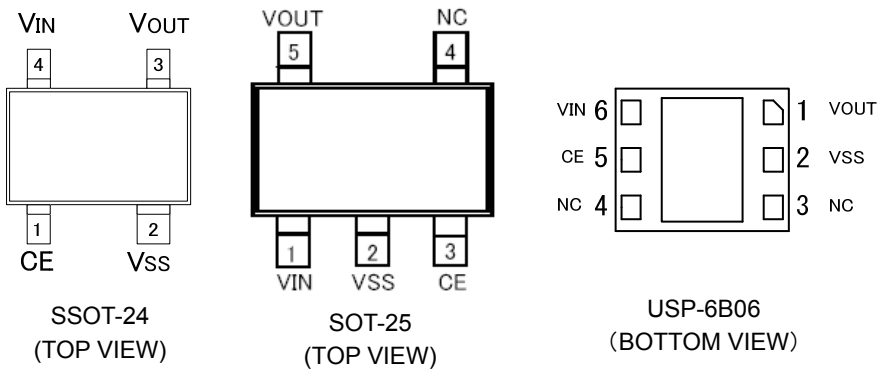 VIN VOUT
4 3
1 2
CE VSS
SSOT-24
(TOP VIEW)
VOUT NC
5 4
1 2 3
VIN VSS CE
SOT-25
(TOP VIEW)
VIN 6 1 VOUT
CE 5 2 VSS
NC 4 3 NC
USP-6B06
(BOTTOM VIEW)